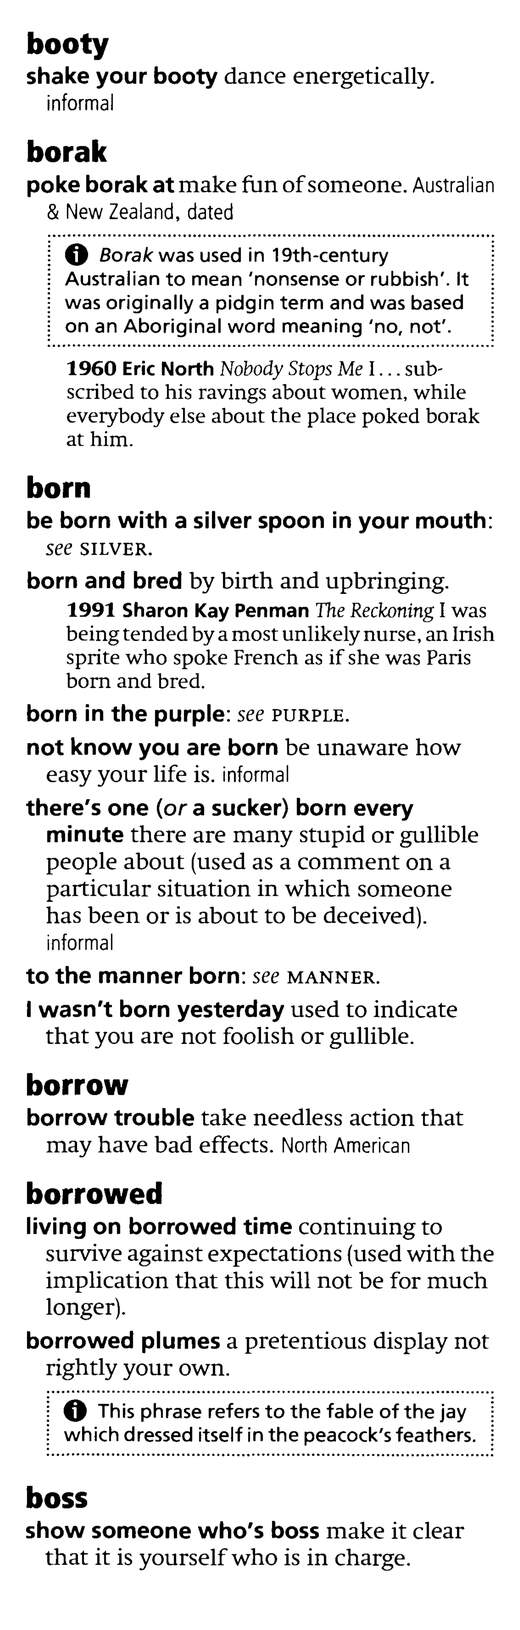 booty
shake your booty dance energetically.
informal
borak
poke borak at make fun of someone. Australian
& New Zealand, dated
Borak was used in 19th-century
Australian to mean ‘nonsense or rubbish’. It
was originally a pidgin term and was based
on an Aboriginal word meaning ‘no, not’.
1960 Eric North Nobody Stops Me I . . . sub-
scribed to his ravings about women, while
everybody else about the place poked borak
at him.
born
be born with a silver spoon in your mouth:
see SILVER.
born and bred by birth and upbringing.
1991 Sharon Kay Penman The Reckoning I was
being tended by a most unlikely nurse, an Irish
sprite who spoke French as if she was Paris
born and bred.
born in the purple: see PURPLE.
not know you are born be unaware how
easy your life is. informal
there's one (or a sucker) born every
minute there are many stupid or gullible
people about (used as a comment on a
particular situation in which someone
has been or is about to be deceived).
informal
to the manner born: see MANNER.
I wasn't born yesterday used to indicate
that you are not foolish or gullible.
borrow
borrow trouble take needless action that
may have bad effects. North American
borrowed
living on borrowed time continuing to
survive against expectations (used with the
implication that this will not be for much
longer).
borrowed plumes a pretentious display not
rightly your own.
This phrase refers to the fable of the jay
which dressed itself in the peacock's feathers.
boss
show someone who's boss make it clear
that it is yourself who is in charge.